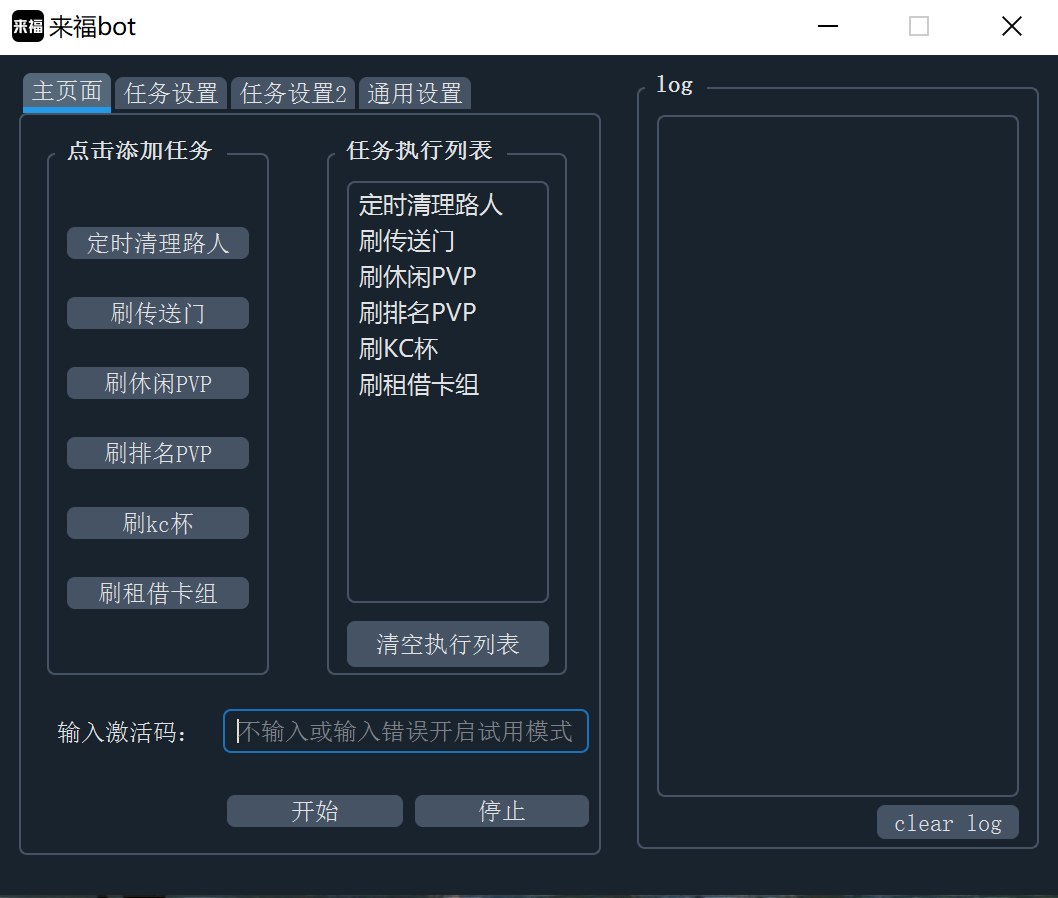 来福 来福bot
主页面 任务设置 任务设置2 通用设置
点击添加任务
定时清理路人
刷传送门
刷休闲PVP
刷排名PVP
刷kc杯
刷租借卡组
任务执行列表
定时清理路人
刷传送门
刷休闲PVP
刷排名PVP
刷KC杯
刷租借卡组
清空执行列表
输入激活码： 不输入或输入错误开启试用模式
开始 停止
log
clear log